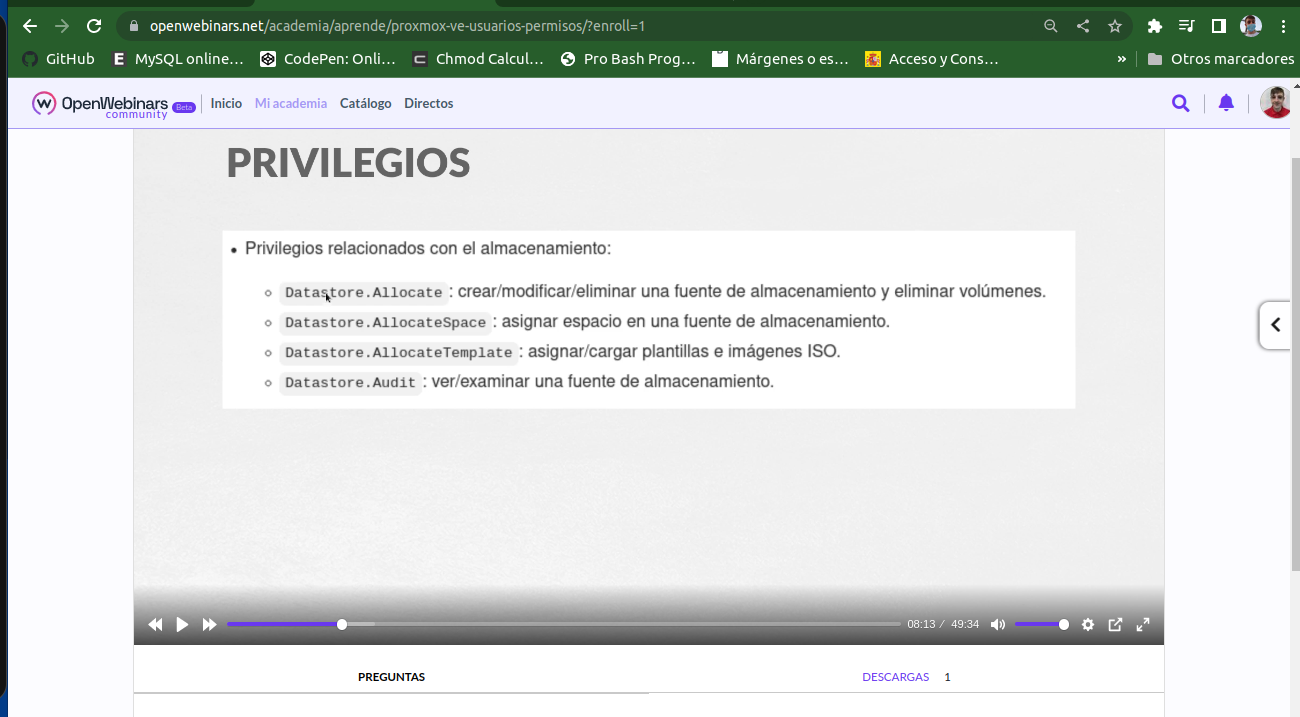 openwebinars.net/academia/aprende/proxmox-ve-usuarios-permisos/?enroll=1
GitHub MySQL online… CodePen: Onli… Chmod Calcul… Pro Bash Prog… Márgenes o es… Acceso y Cons… » Otros marcadores
OpenWebinars Beta community Inicio Mi academia Catálogo Directos
PRIVILEGIOS
• Privilegios relacionados con el almacenamiento:
Datastore.Allocate : crear/modificar/eliminar una fuente de almacenamiento y eliminar volúmenes.
Datastore.AllocateSpace : asignar espacio en una fuente de almacenamiento.
Datastore.AllocateTemplate : asignar/cargar plantillas e imágenes ISO.
Datastore.Audit : ver/examinar una fuente de almacenamiento.
08:13 / 49:34
PREGUNTAS DESCARGAS 1